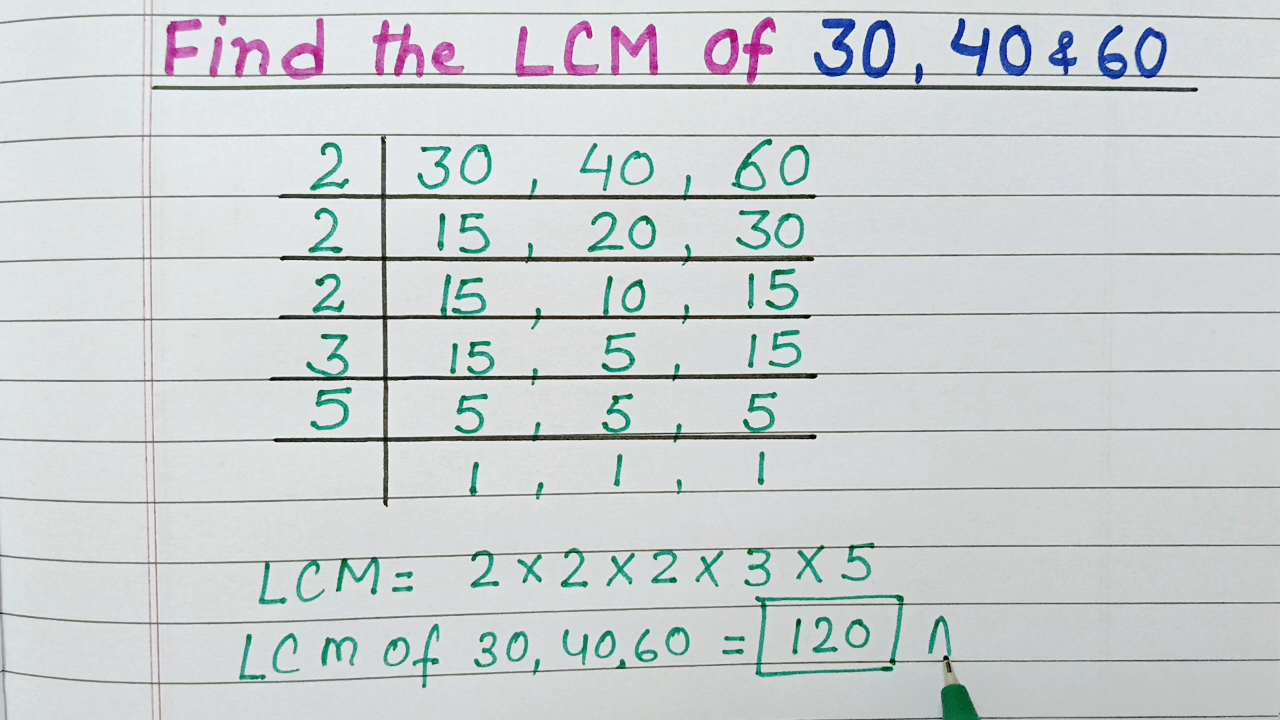 Find the LCM of 30, 40 & 60
2 30, 40, 60
2 15, 20, 30
2 15, 10, 15
3 15, 5, 15
5 5, 5, 5
1, 1, 1
LCM = 2 × 2 × 2 × 3 × 5
LCM of 30, 40, 60 = 120